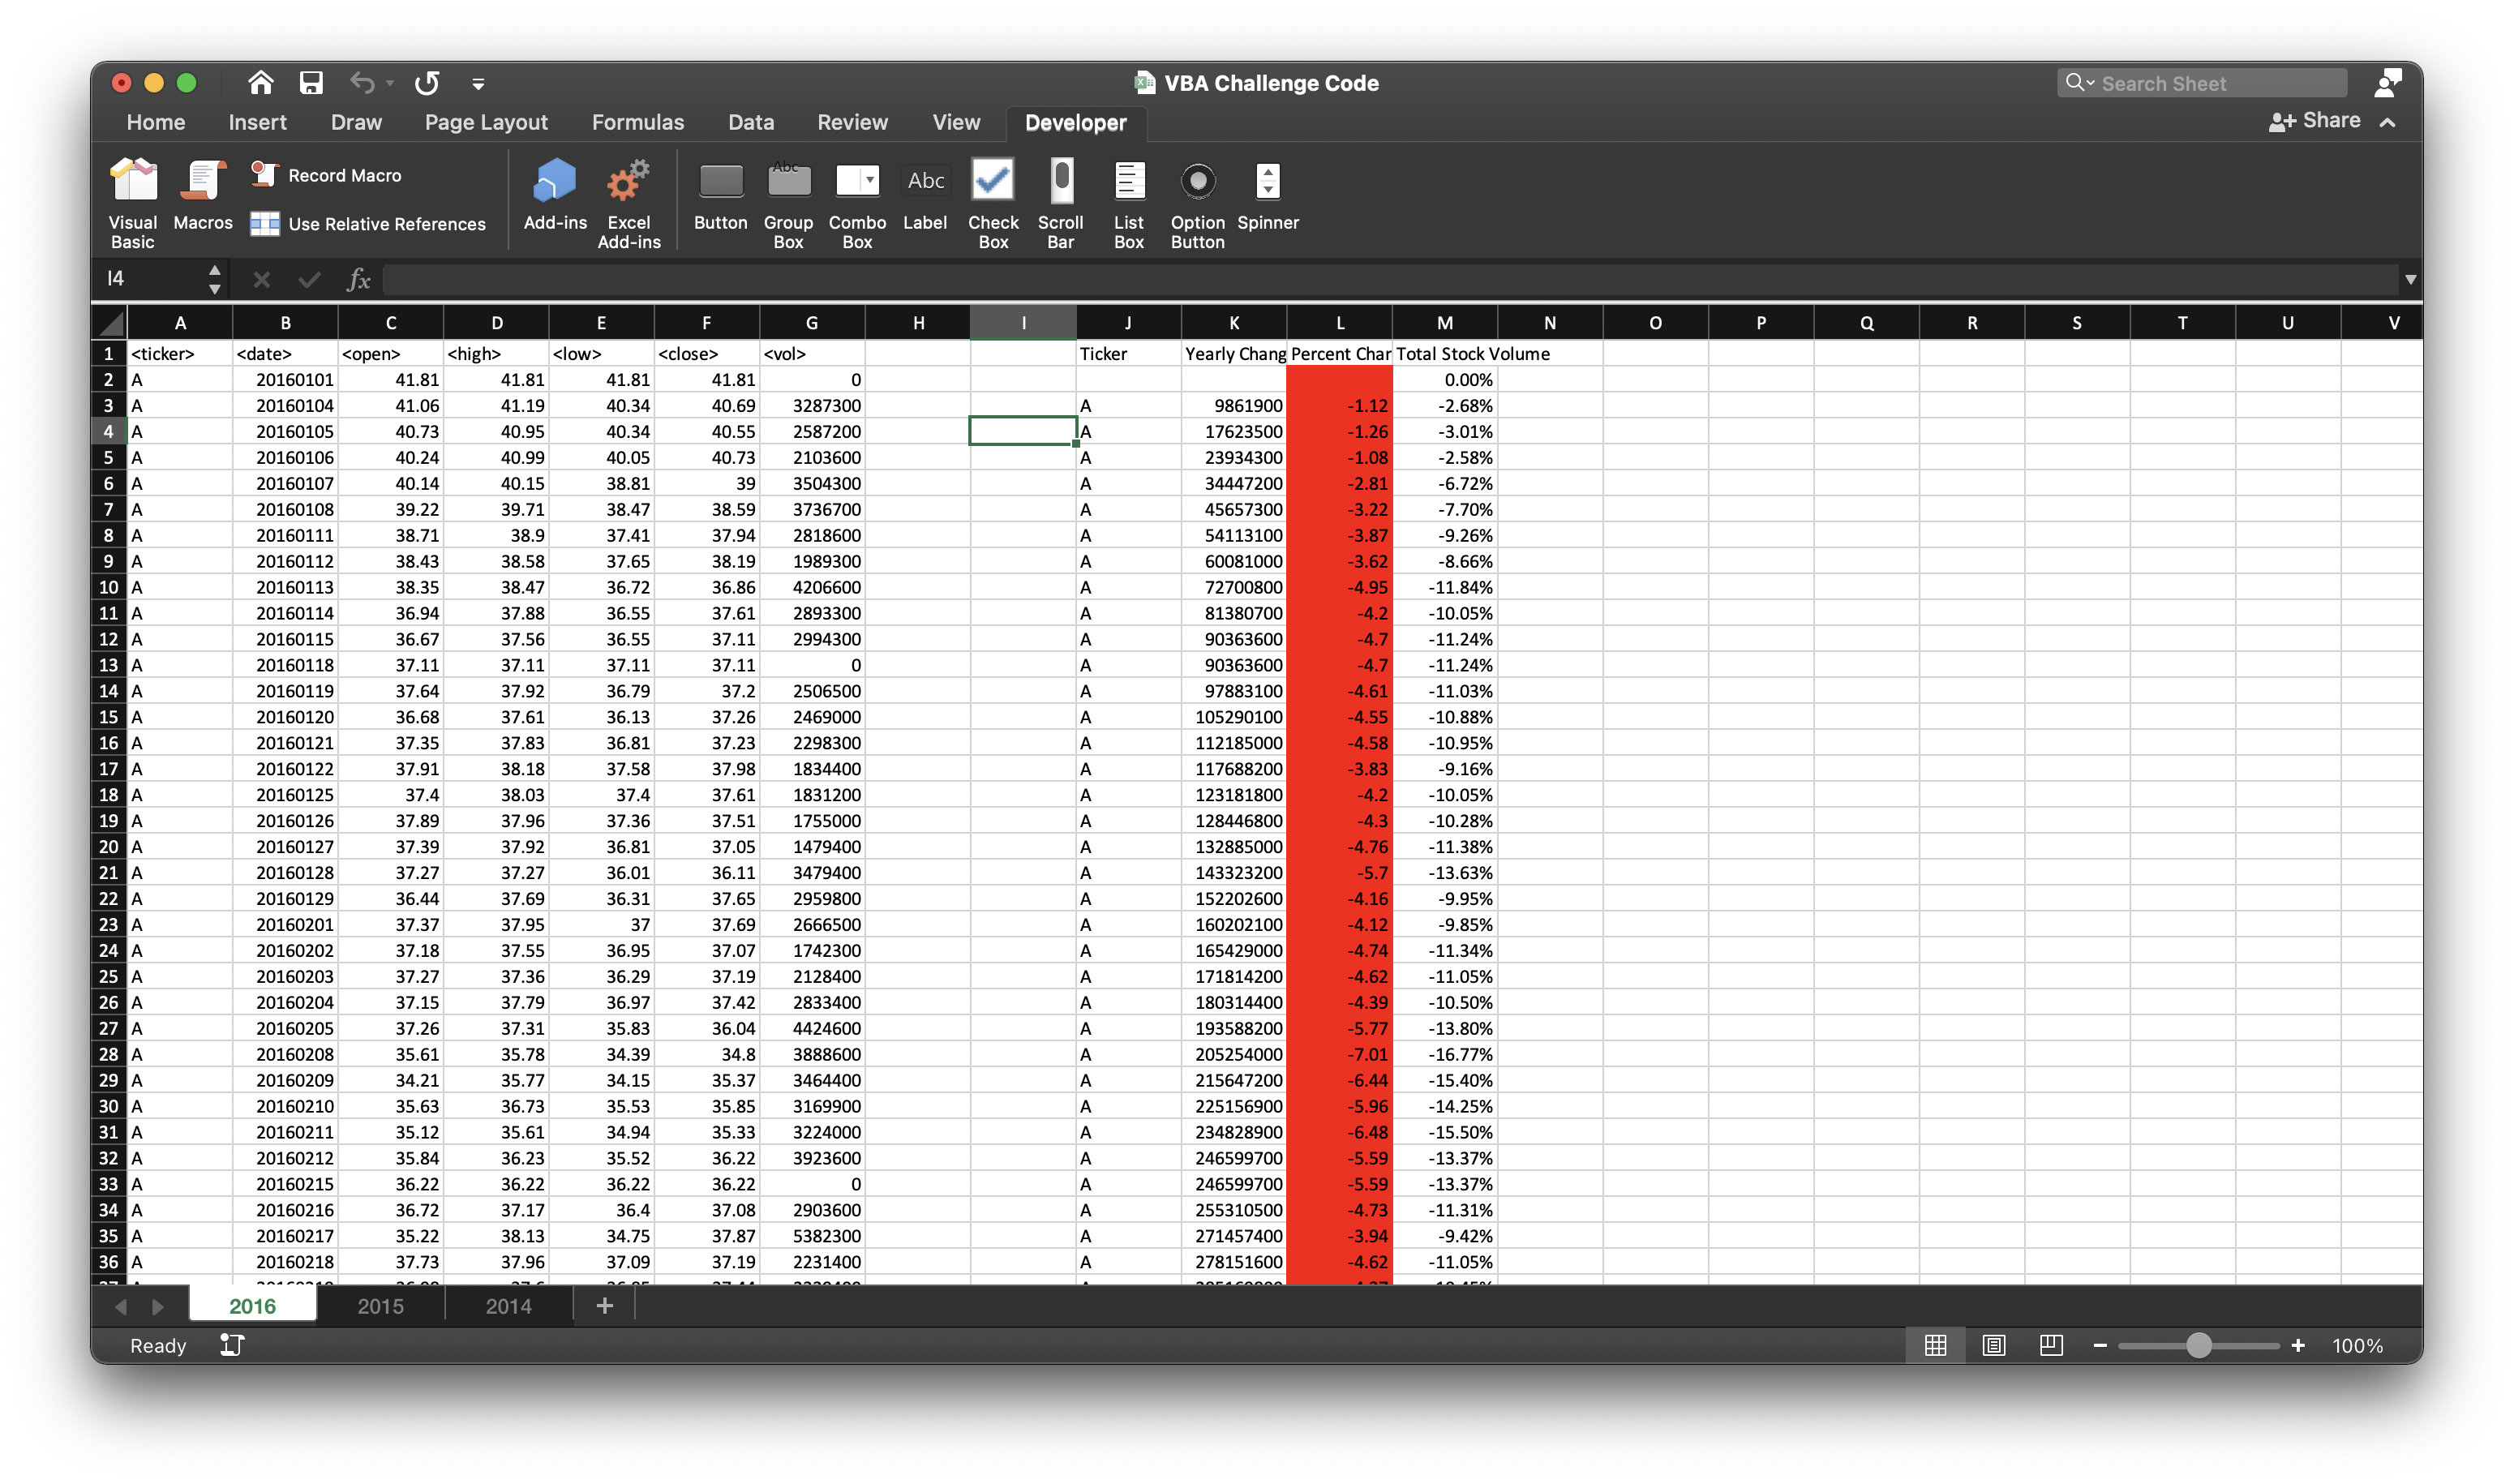 VBA Challenge Code
Search Sheet
Home Insert Draw Page Layout Formulas Data Review View Developer Share
Visual Basic Macros Record Macro Use Relative References Add-ins Excel Add-ins Button Group Box Combo Box Label Check Box Scroll Bar List Box Option Button Spinner
Abc Abc
I4 fx
A B C D E F G H I J K L M N O P Q R S T U V
1 <ticker> <date> <open> <high> <low> <close> <vol> Ticker Yearly Chang Percent Char Total Stock Volume
2 A 20160101 41.81 41.81 41.81 41.81 0 0.00%
3 A 20160104 41.06 41.19 40.34 40.69 3287300 A 9861900 -1.12 -2.68%
4 A 20160105 40.73 40.95 40.34 40.55 2587200 A 17623500 -1.26 -3.01%
5 A 20160106 40.24 40.99 40.05 40.73 2103600 A 23934300 -1.08 -2.58%
6 A 20160107 40.14 40.15 38.81 39 3504300 A 34447200 -2.81 -6.72%
7 A 20160108 39.22 39.71 38.47 38.59 3736700 A 45657300 -3.22 -7.70%
8 A 20160111 38.71 38.9 37.41 37.94 2818600 A 54113100 -3.87 -9.26%
9 A 20160112 38.43 38.58 37.65 38.19 1989300 A 60081000 -3.62 -8.66%
10 A 20160113 38.35 38.47 36.72 36.86 4206600 A 72700800 -4.95 -11.84%
11 A 20160114 36.94 37.88 36.55 37.61 2893300 A 81380700 -4.2 -10.05%
12 A 20160115 36.67 37.56 36.55 37.11 2994300 A 90363600 -4.7 -11.24%
13 A 20160118 37.11 37.11 37.11 37.11 0 A 90363600 -4.7 -11.24%
14 A 20160119 37.64 37.92 36.79 37.2 2506500 A 97883100 -4.61 -11.03%
15 A 20160120 36.68 37.61 36.13 37.26 2469000 A 105290100 -4.55 -10.88%
16 A 20160121 37.35 37.83 36.81 37.23 2298300 A 112185000 -4.58 -10.95%
17 A 20160122 37.91 38.18 37.58 37.98 1834400 A 117688200 -3.83 -9.16%
18 A 20160125 37.4 38.03 37.4 37.61 1831200 A 123181800 -4.2 -10.05%
19 A 20160126 37.89 37.96 37.36 37.51 1755000 A 128446800 -4.3 -10.28%
20 A 20160127 37.39 37.92 36.81 37.05 1479400 A 132885000 -4.76 -11.38%
21 A 20160128 37.27 37.27 36.01 36.11 3479400 A 143323200 -5.7 -13.63%
22 A 20160129 36.44 37.69 36.31 37.65 2959800 A 152202600 -4.16 -9.95%
23 A 20160201 37.37 37.95 37 37.69 2666500 A 160202100 -4.12 -9.85%
24 A 20160202 37.18 37.55 36.95 37.07 1742300 A 165429000 -4.74 -11.34%
25 A 20160203 37.27 37.36 36.29 37.19 2128400 A 171814200 -4.62 -11.05%
26 A 20160204 37.15 37.79 36.97 37.42 2833400 A 180314400 -4.39 -10.50%
27 A 20160205 37.26 37.31 35.83 36.04 4424600 A 193588200 -5.77 -13.80%
28 A 20160208 35.61 35.78 34.39 34.8 3888600 A 205254000 -7.01 -16.77%
29 A 20160209 34.21 35.77 34.15 35.37 3464400 A 215647200 -6.44 -15.40%
30 A 20160210 35.63 36.73 35.53 35.85 3169900 A 225156900 -5.96 -14.25%
31 A 20160211 35.12 35.61 34.94 35.33 3224000 A 234828900 -6.48 -15.50%
32 A 20160212 35.84 36.23 35.52 36.22 3923600 A 246599700 -5.59 -13.37%
33 A 20160215 36.22 36.22 36.22 36.22 0 A 246599700 -5.59 -13.37%
34 A 20160216 36.72 37.17 36.4 37.08 2903600 A 255310500 -4.73 -11.31%
35 A 20160217 35.22 38.13 34.75 37.87 5382300 A 271457400 -3.94 -9.42%
36 A 20160218 37.73 37.96 37.09 37.19 2231400 A 278151600 -4.62 -11.05%
2016 2015 2014
Ready 100%